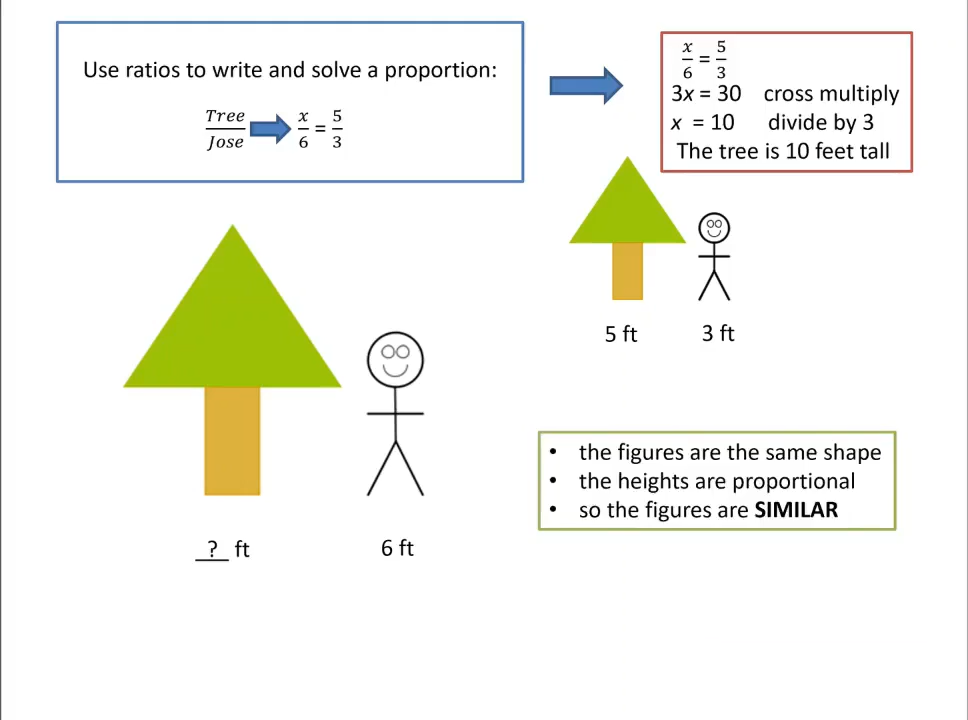 Use ratios to write and solve a proportion:
Tree/Jose x/6 = 5/3
x/6 = 5/3
3x = 30 cross multiply
x = 10 divide by 3
The tree is 10 feet tall
5 ft 3 ft
• the figures are the same shape
• the heights are proportional
• so the figures are SIMILAR
_?_ ft 6 ft